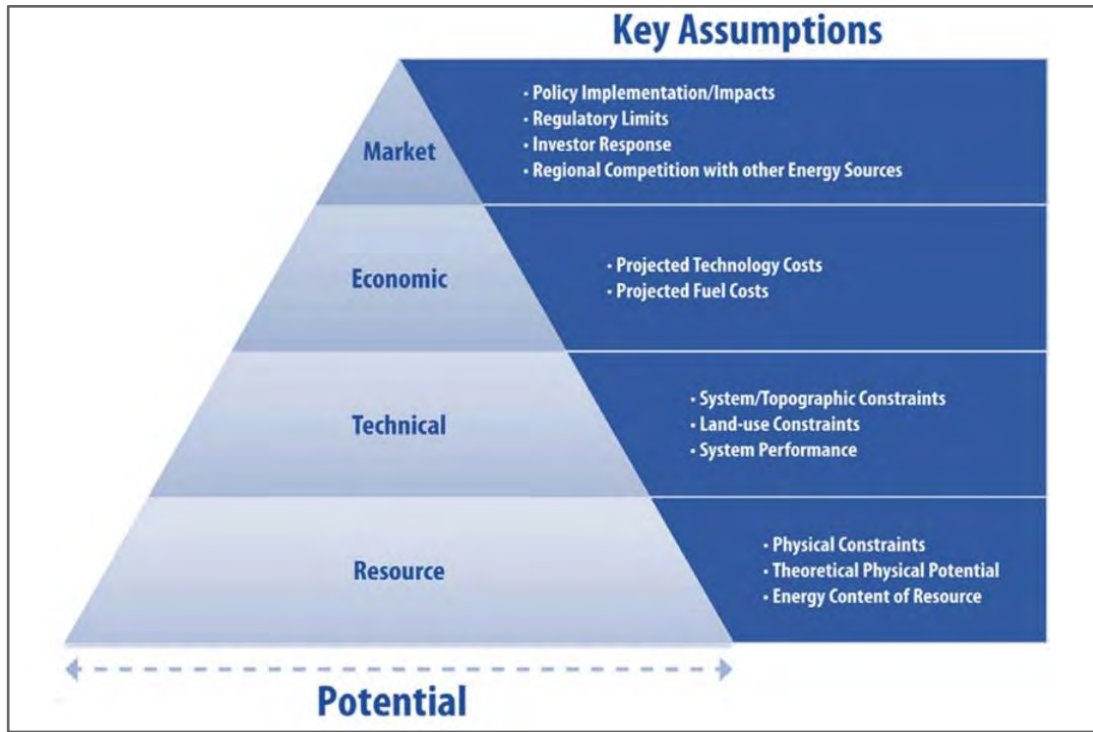 Key Assumptions
Market
• Policy Implementation/Impacts
• Regulatory Limits
• Investor Response
• Regional Competition with other Energy Sources
Economic
• Projected Technology Costs
• Projected Fuel Costs
Technical
• System/Topographic Constraints
• Land-use Constraints
• System Performance
Resource
• Physical Constraints
• Theoretical Physical Potential
• Energy Content of Resource
Potential